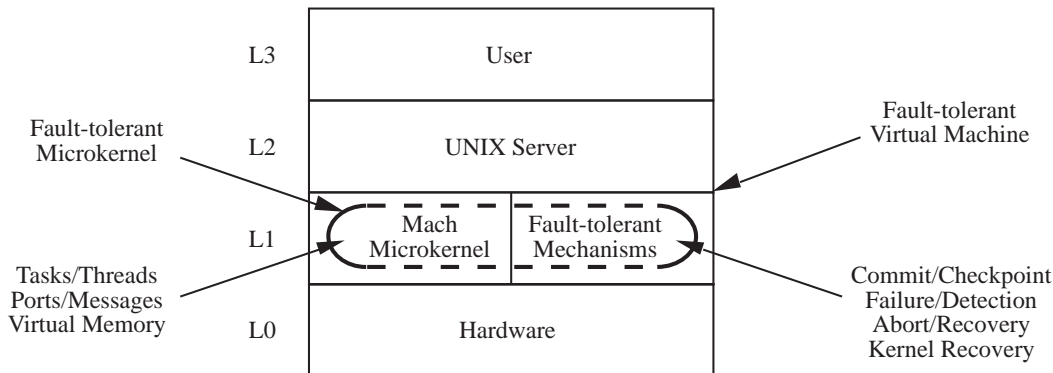 L3
User
Fault-tolerant
Microkernel
L2
UNIX Server
Fault-tolerant
Virtual Machine
L1
Mach
Microkernel
Fault-tolerant
Mechanisms
Tasks/Threads
Ports/Messages
Virtual Memory
Commit/Checkpoint
Failure/Detection
Abort/Recovery
Kernel Recovery
L0
Hardware